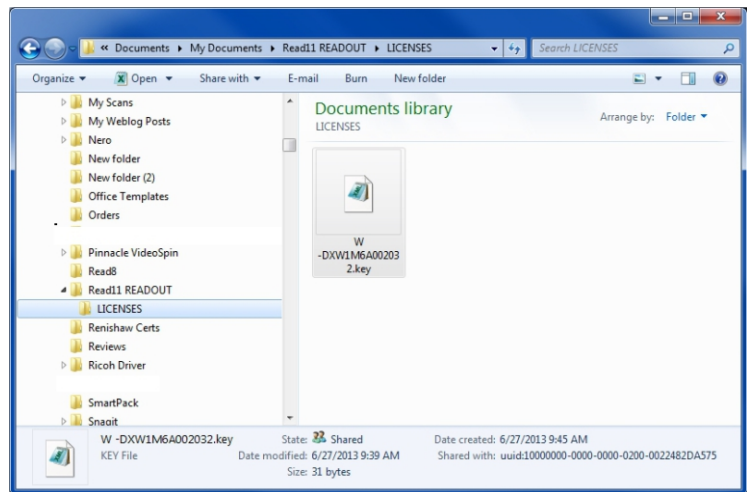 « Documents ▸ My Documents ▸ Read11 READOUT ▸ LICENSES
Search LICENSES
Organize Open Share with E-mail Burn New folder
My Scans
My Weblog Posts
Nero
New folder
New folder (2)
Office Templates
Orders
Pinnacle VideoSpin
Read8
Read11 READOUT
LICENSES
Renishaw Certs
Reviews
Ricoh Driver
SmartPack
Snagit
Documents library
LICENSES
Arrange by: Folder
W
-DXW1M6A00203
2.key
W -DXW1M6A002032.key State: Shared Date created: 6/27/2013 9:45 AM
KEY File Date modified: 6/27/2013 9:39 AM Shared with: uuid:10000000-0000-0000-0200-0022482DA575
Size: 31 bytes